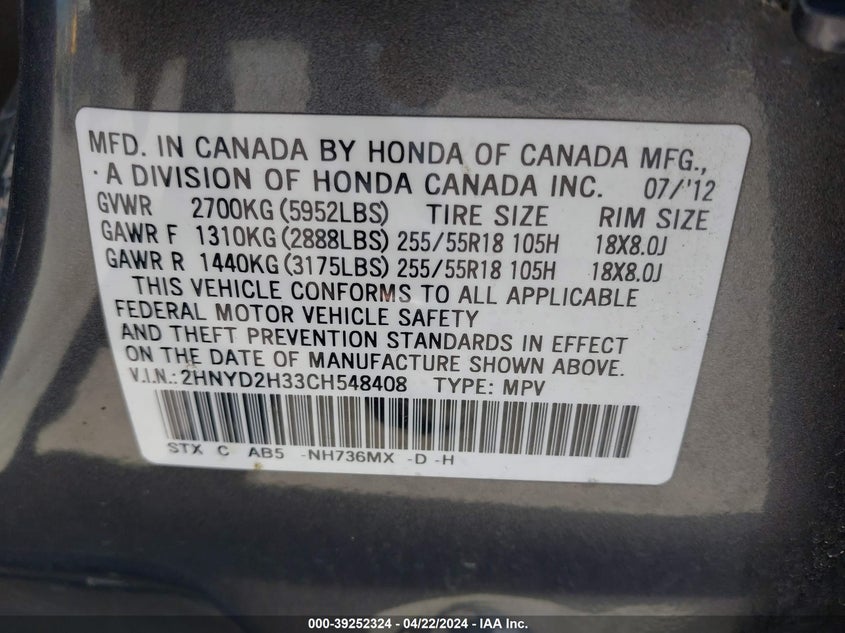 MFD. IN CANADA BY HONDA OF CANADA MFG.,
A DIVISION OF HONDA CANADA INC. 07/'12
GVWR 2700KG (5952LBS) TIRE SIZE RIM SIZE
GAWR F 1310KG (2888LBS) 255/55R18 105H 18X8.0J
GAWR R 1440KG (3175LBS) 255/55R18 105H 18X8.0J
THIS VEHICLE CONFORMS TO ALL APPLICABLE
FEDERAL MOTOR VEHICLE SAFETY
AND THEFT PREVENTION STANDARDS IN EFFECT
ON THE DATE OF MANUFACTURE SHOWN ABOVE.
V.I.N.: 2HNYD2H33CH548408 TYPE: MPV
STX C AB5 -NH736MX -D -H
000-39252324 - 04/22/2024 - IAA Inc.